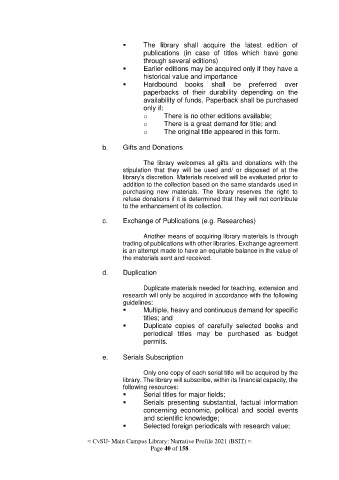 ▪ The library shall acquire the latest edition of
publications (in case of titles which have gone
through several editions)
▪ Earlier editions may be acquired only if they have a
historical value and importance
▪ Hardbound books shall be preferred over
paperbacks of their durability depending on the
availability of funds. Paperback shall be purchased
only if:
o There is no other editions available;
o There is a great demand for title; and
o The original title appeared in this form.
b. Gifts and Donations
The library welcomes all gifts and donations with the
stipulation that they will be used and/ or disposed of at the
library's discretion. Materials received will be evaluated prior to
addition to the collection based on the same standards used in
purchasing new materials. The library reserves the right to
refuse donations if it is determined that they will not contribute
to the enhancement of its collection.
c. Exchange of Publications (e.g. Researches)
Another means of acquiring library materials is through
trading of publications with other libraries. Exchange agreement
is an attempt made to have an equitable balance in the value of
the materials sent and received.
d. Duplication
Duplicate materials needed for teaching, extension and
research will only be acquired in accordance with the following
guidelines:
▪ Multiple, heavy and continuous demand for specific
titles; and
▪ Duplicate copies of carefully selected books and
periodical titles may be purchased as budget
permits.
e. Serials Subscription
Only one copy of each serial title will be acquired by the
library. The library will subscribe, within its financial capacity, the
following resources:
▪ Serial titles for major fields;
▪ Serials presenting substantial, factual information
concerning economic, political and social events
and scientific knowledge;
▪ Selected foreign periodicals with research value;
≈ CvSU- Main Campus Library: Narrative Profile 2021 (BSIT) ≈
Page 40 of 158